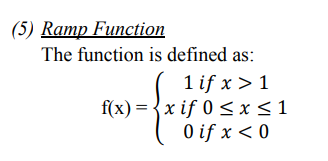 (5) Ramp Function
The function is defined as:
1 if x > 1
f(x) = { x if 0 ≤ x ≤ 1
0 if x < 0